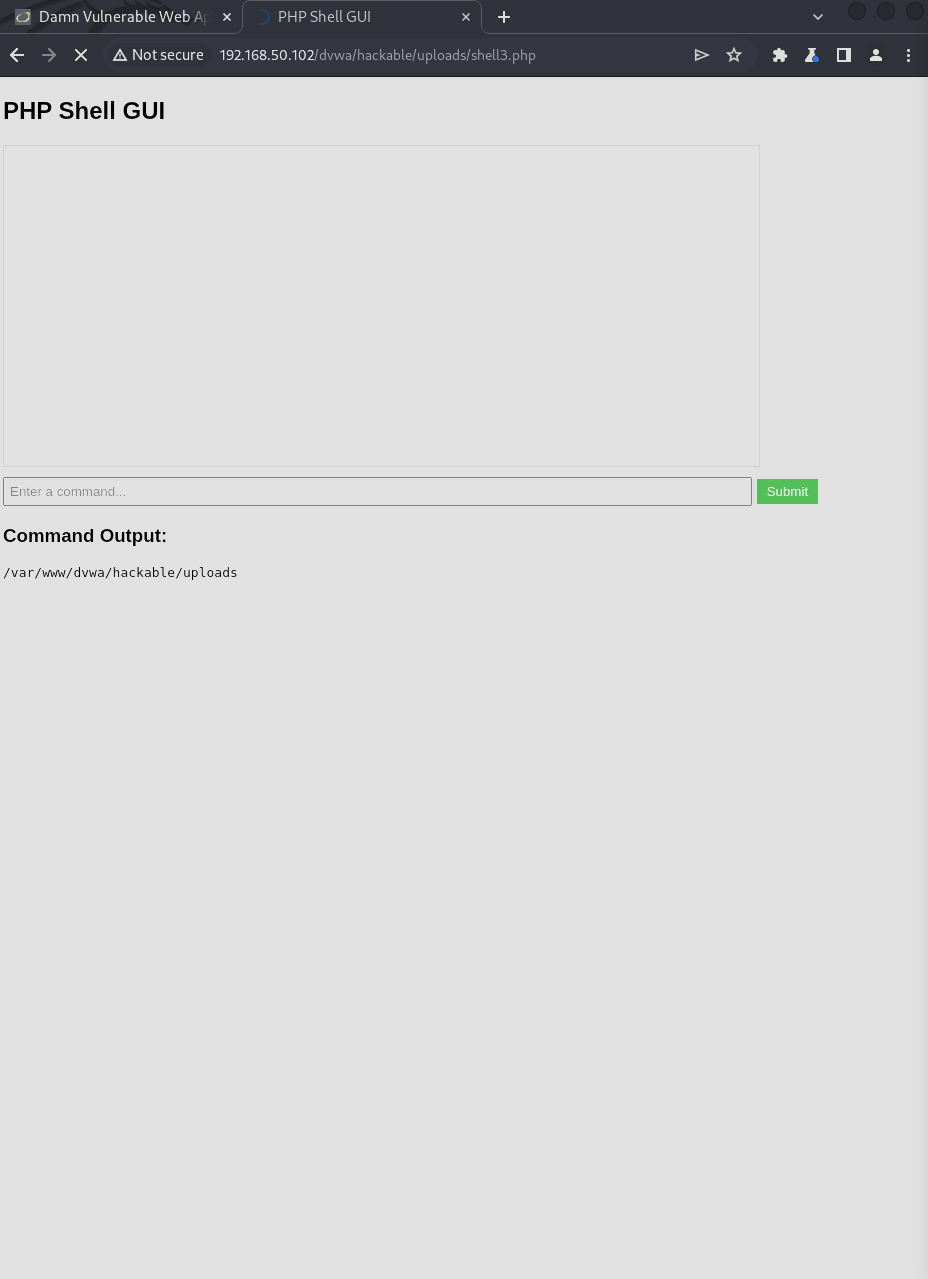 Damn Vulnerable Web Ap
PHP Shell GUI
Not secure
192.168.50.102/dvwa/hackable/uploads/shell3.php
PHP Shell GUI
Enter a command...
Submit
Command Output:
/var/www/dvwa/hackable/uploads